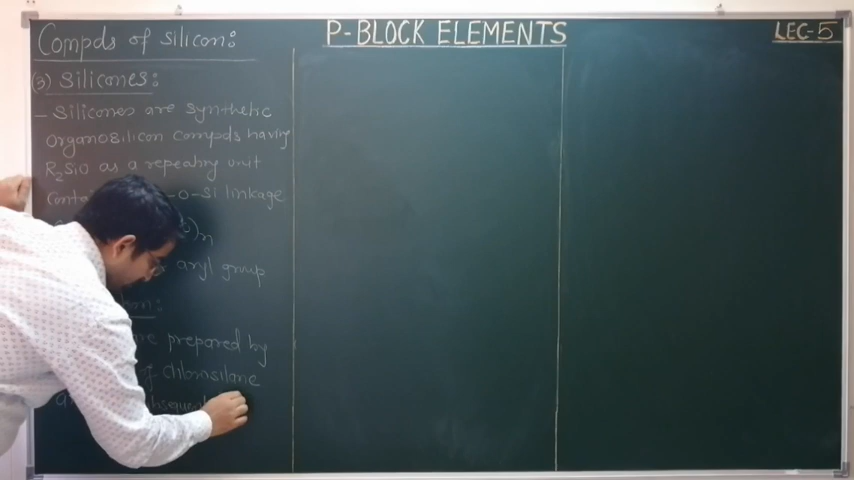 P-BLOCK ELEMENTS
LEC-5
Compds of silicon:
(3) Silicones:
- Silicones are synthetic
organosilicon compds having
R2SiO as a repeating unit
-O-Si linkage
)n
aryl group
:
prepared by
of chlorosilane